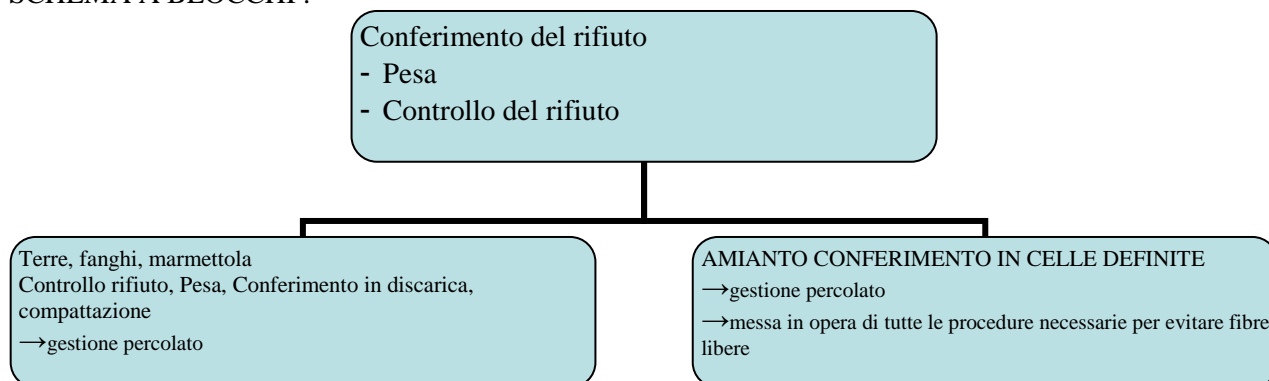 SCHEMA A BLOCCHI :
Conferimento del rifiuto
- Pesa
- Controllo del rifiuto
Terre, fanghi, marmettola
Controllo rifiuto, Pesa, Conferimento in discarica,
compattazione
→gestione percolato
AMIANTO CONFERIMENTO IN CELLE DEFINITE
→gestione percolato
→messa in opera di tutte le procedure necessarie per evitare fibre
libere